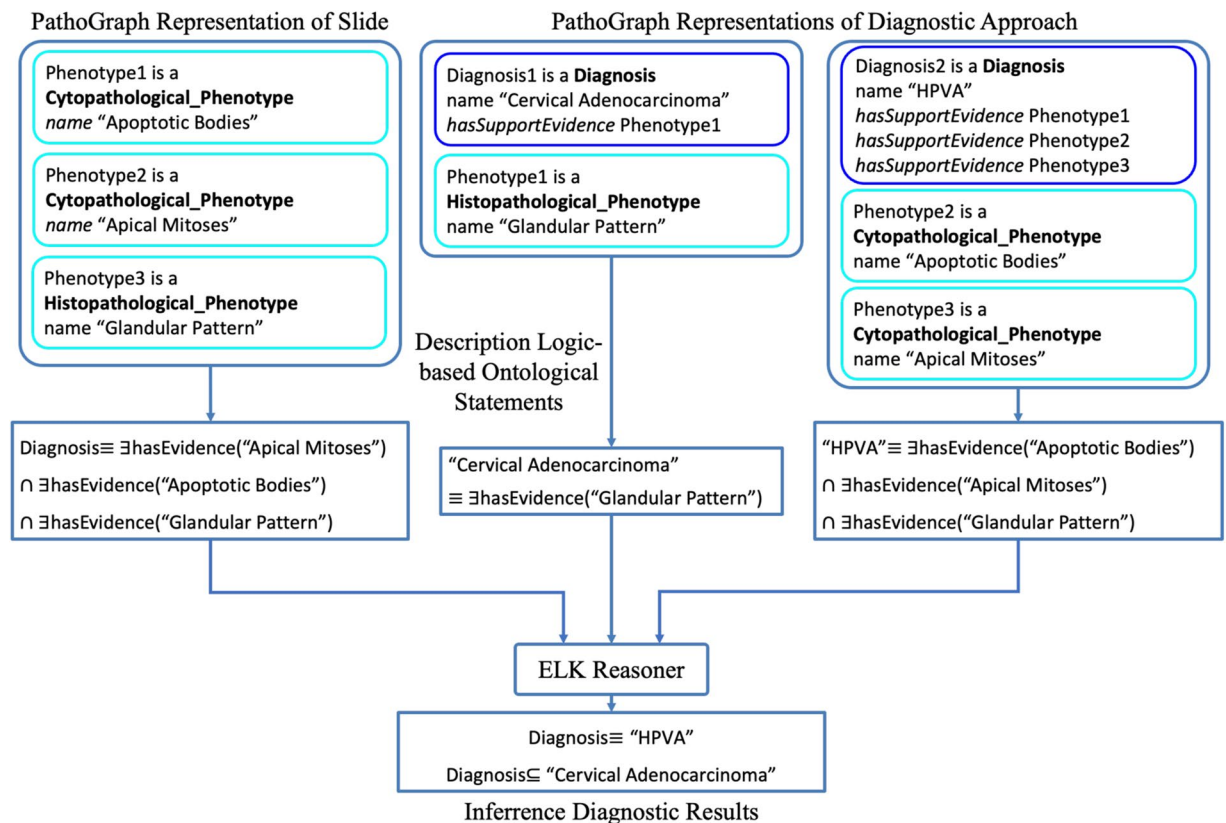 PathoGraph Representation of Slide
PathoGraph Representations of Diagnostic Approach
Phenotype1 is a
Cytopathological_Phenotype
name “Apoptotic Bodies”
Phenotype2 is a
Cytopathological_Phenotype
name “Apical Mitoses”
Phenotype3 is a
Histopathological_Phenotype
name “Glandular Pattern”
Diagnosis1 is a Diagnosis
name “Cervical Adenocarcinoma”
hasSupportEvidence Phenotype1
Phenotype1 is a
Histopathological_Phenotype
name “Glandular Pattern”
Diagnosis2 is a Diagnosis
name “HPVA”
hasSupportEvidence Phenotype1
hasSupportEvidence Phenotype2
hasSupportEvidence Phenotype3
Phenotype2 is a
Cytopathological_Phenotype
name “Apoptotic Bodies”
Phenotype3 is a
Cytopathological_Phenotype
name “Apical Mitoses”
Description Logic-
based Ontological
Statements
Diagnosis≡ ∃hasEvidence(“Apical Mitoses”)
∩ ∃hasEvidence(“Apoptotic Bodies”)
∩ ∃hasEvidence(“Glandular Pattern”)
“Cervical Adenocarcinoma”
≡ ∃hasEvidence(“Glandular Pattern”)
“HPVA”≡ ∃hasEvidence(“Apoptotic Bodies”)
∩ ∃hasEvidence(“Apical Mitoses”)
∩ ∃hasEvidence(“Glandular Pattern”)
ELK Reasoner
Diagnosis≡ “HPVA”
Diagnosis⊆ “Cervical Adenocarcinoma”
Inferrence Diagnostic Results